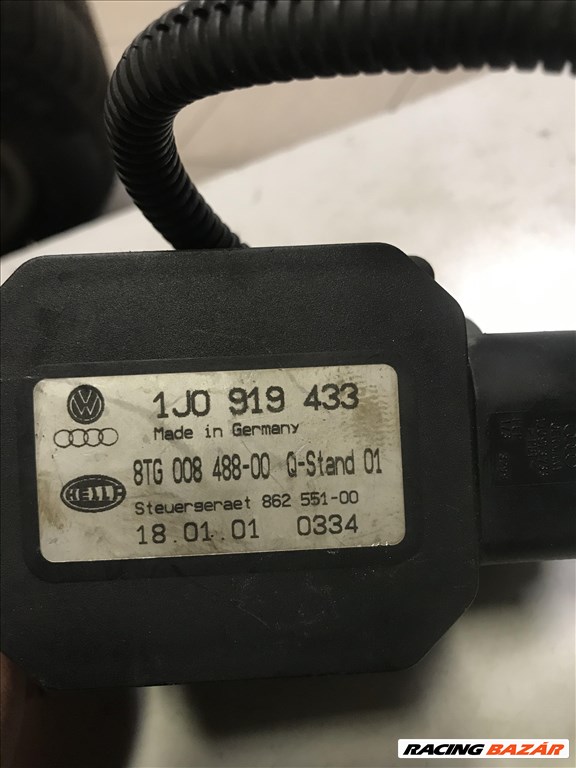 1J0 919 433
Made in Germany
8TG 008 488-00 Q-Stand 01
HELLA
Steuergeraet 862 551-00
18.01.01 0334
RACING BAZÁR